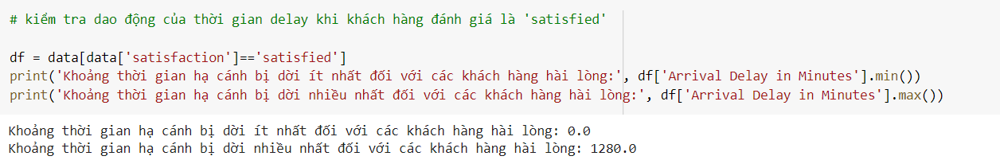 # kiểm tra dao động của thời gian delay khi khách hàng đánh giá là 'satisfied'
df = data[data['satisfaction']=='satisfied']
print('Khoảng thời gian hạ cánh bị dời ít nhất đối với các khách hàng hài lòng:', df['Arrival Delay in Minutes'].min())
print('Khoảng thời gian hạ cánh bị dời nhiều nhất đối với các khách hàng hài lòng:', df['Arrival Delay in Minutes'].max())
Khoảng thời gian hạ cánh bị dời ít nhất đối với các khách hàng hài lòng: 0.0
Khoảng thời gian hạ cánh bị dời nhiều nhất đối với các khách hàng hài lòng: 1280.0